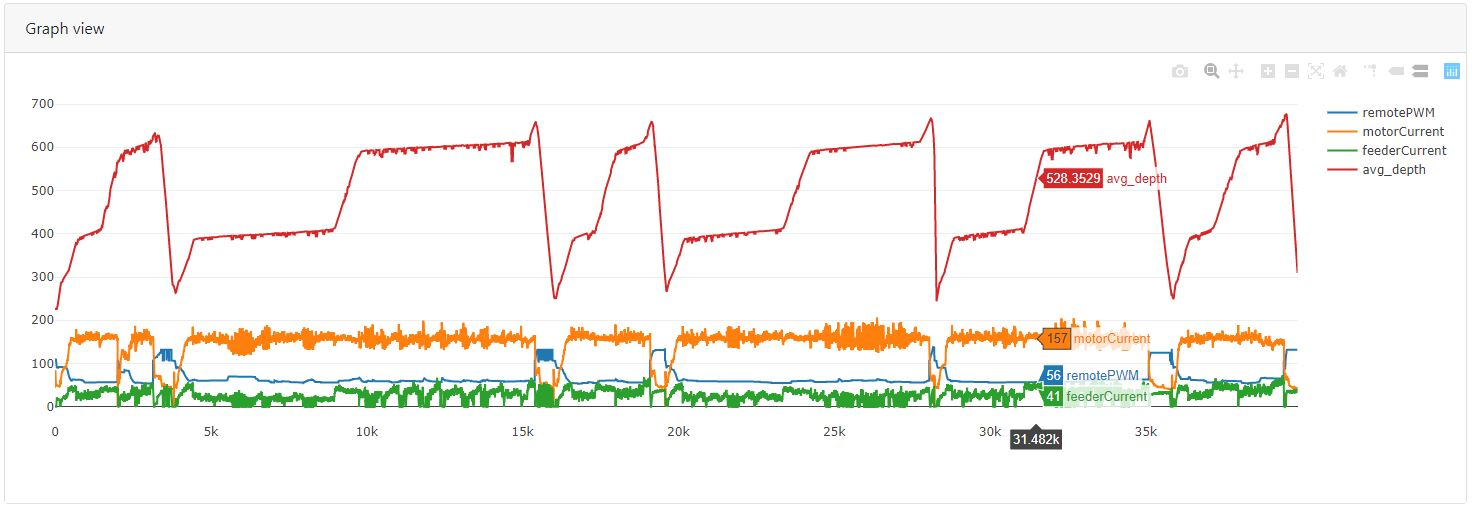 Graph view
700
600
500
400
300
200
100
0
0
5k
10k
15k
20k
25k
30k
35k
528.3529 avg_depth
157 motorCurrent
56 remotePWM
41 feederCurrent
31.482k
remotePWM
motorCurrent
feederCurrent
avg_depth